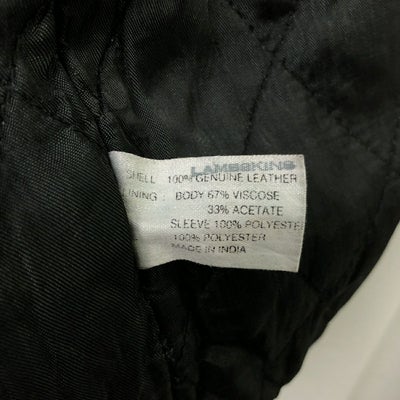 LAMBSKINS
SHELL 100% GENUINE LEATHER
LINING : BODY 67% VISCOSE
33% ACETATE
SLEEVE 100% POLYESTE
100% POLYESTER
MADE IN INDIA